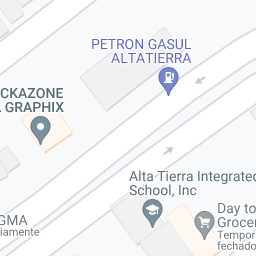 PETRON GASUL
ALTATIERRA
CKAZONE
L GRAPHIX
Alta Tierra Integrated
School, Inc
Day to
Grocer
Tempor
fechado
GMA
iamente